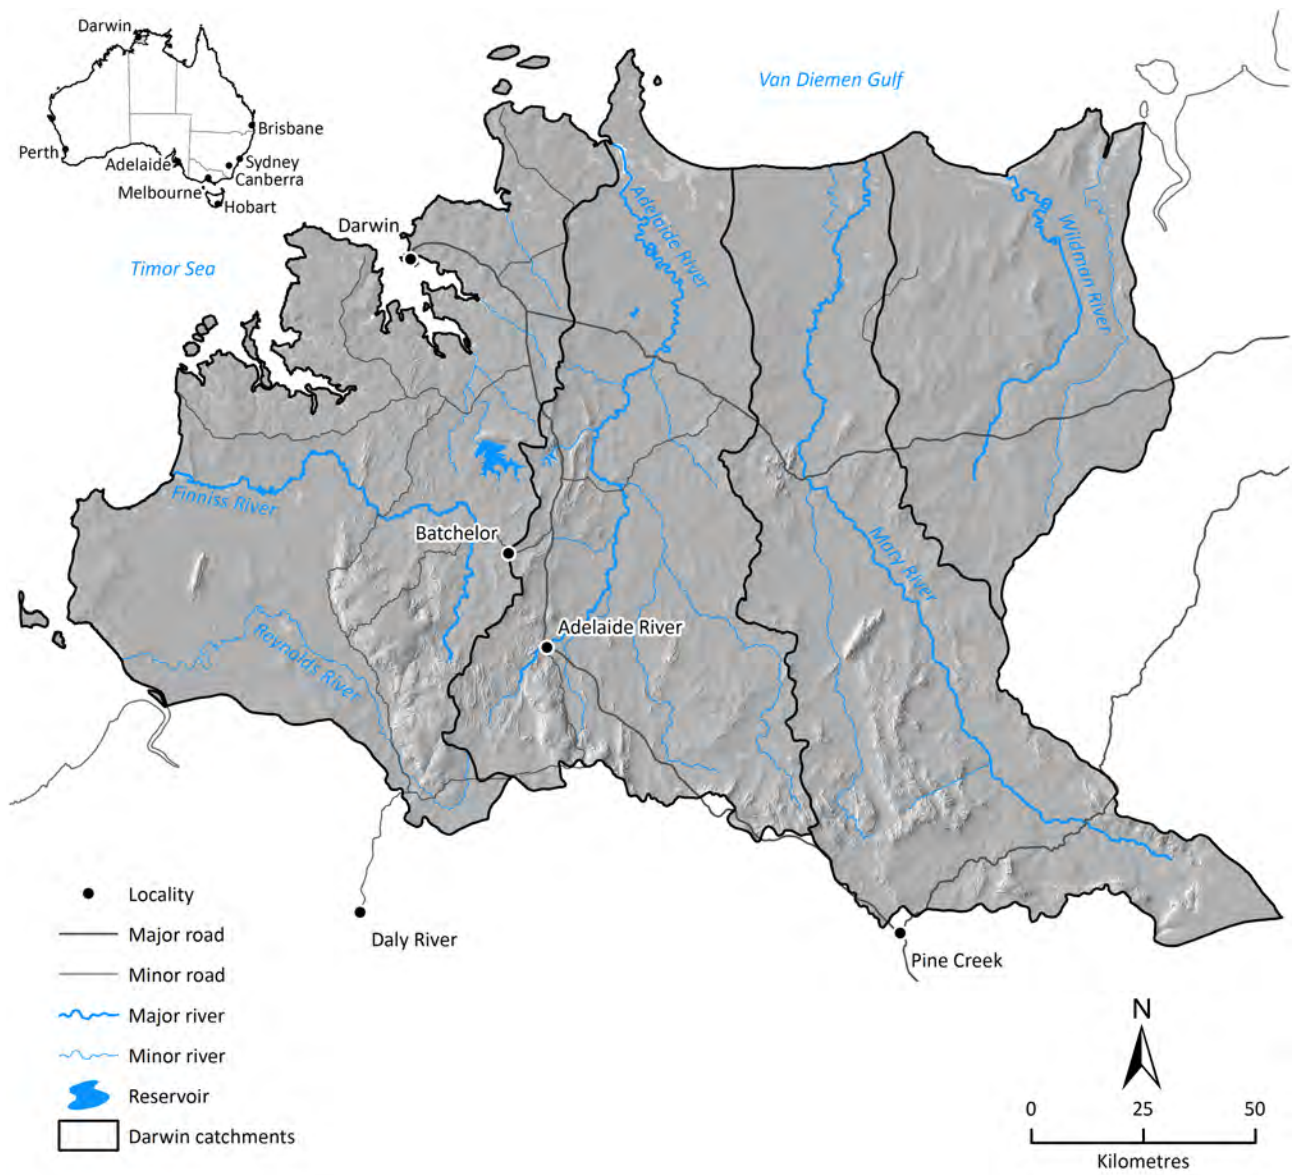 Darwin
Brisbane
Perth
Adelaide
Sydney
Canberra
Melbourne
Hobart
Van Diemen Gulf
Timor Sea
Darwin
Adelaide River
Wildman River
Finniss River
Batchelor
Mary River
Adelaide River
Reynolds River
Daly River
Pine Creek
Locality
Major road
Minor road
Major river
Minor river
Reservoir
Darwin catchments
N
0 25 50
Kilometres